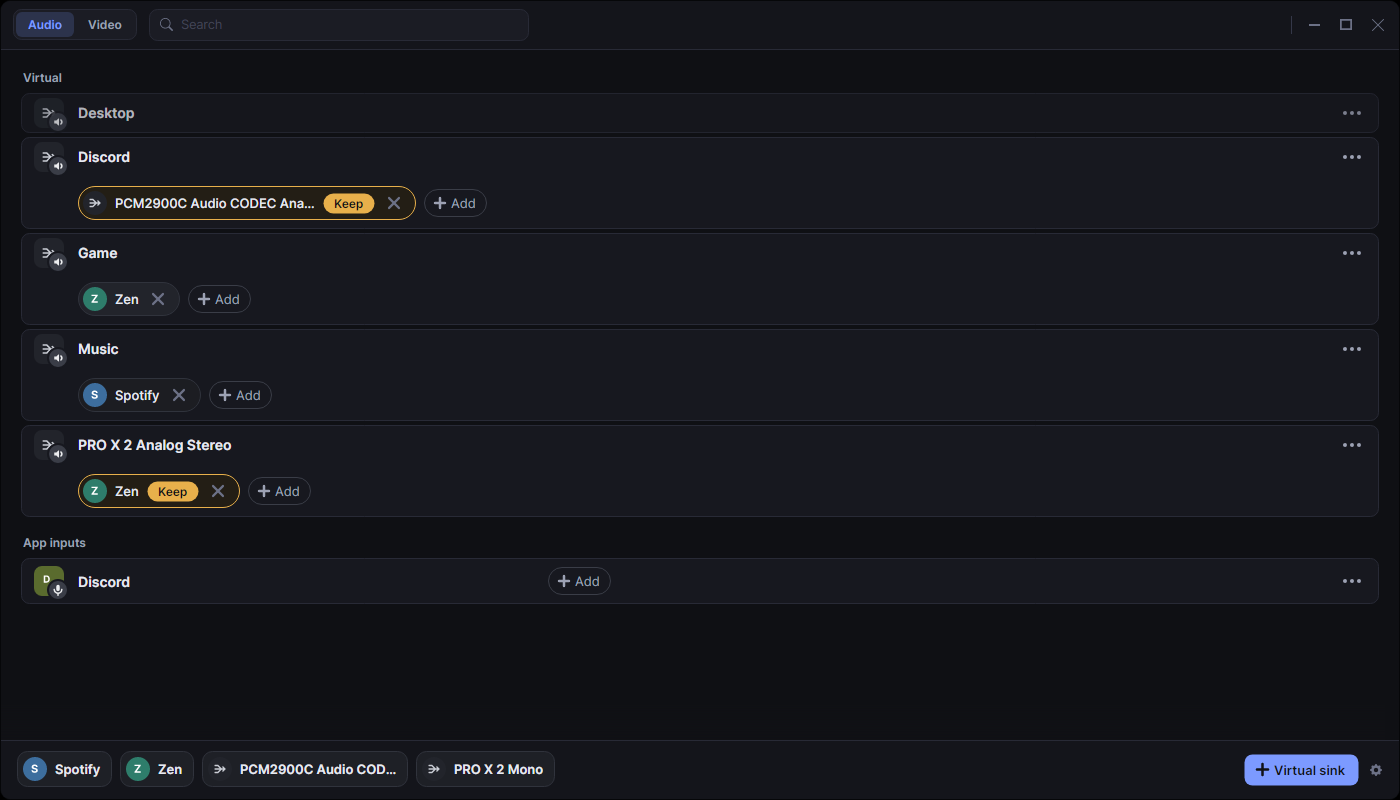 Audio Video Search
Virtual
Desktop
Discord
PCM2900C Audio CODEC Ana... Keep Add
Game
Z Zen Add
Music
S Spotify Add
PRO X 2 Analog Stereo
Z Zen Keep Add
App inputs
D Discord Add
S Spotify Z Zen PCM2900C Audio COD... PRO X 2 Mono Virtual sink